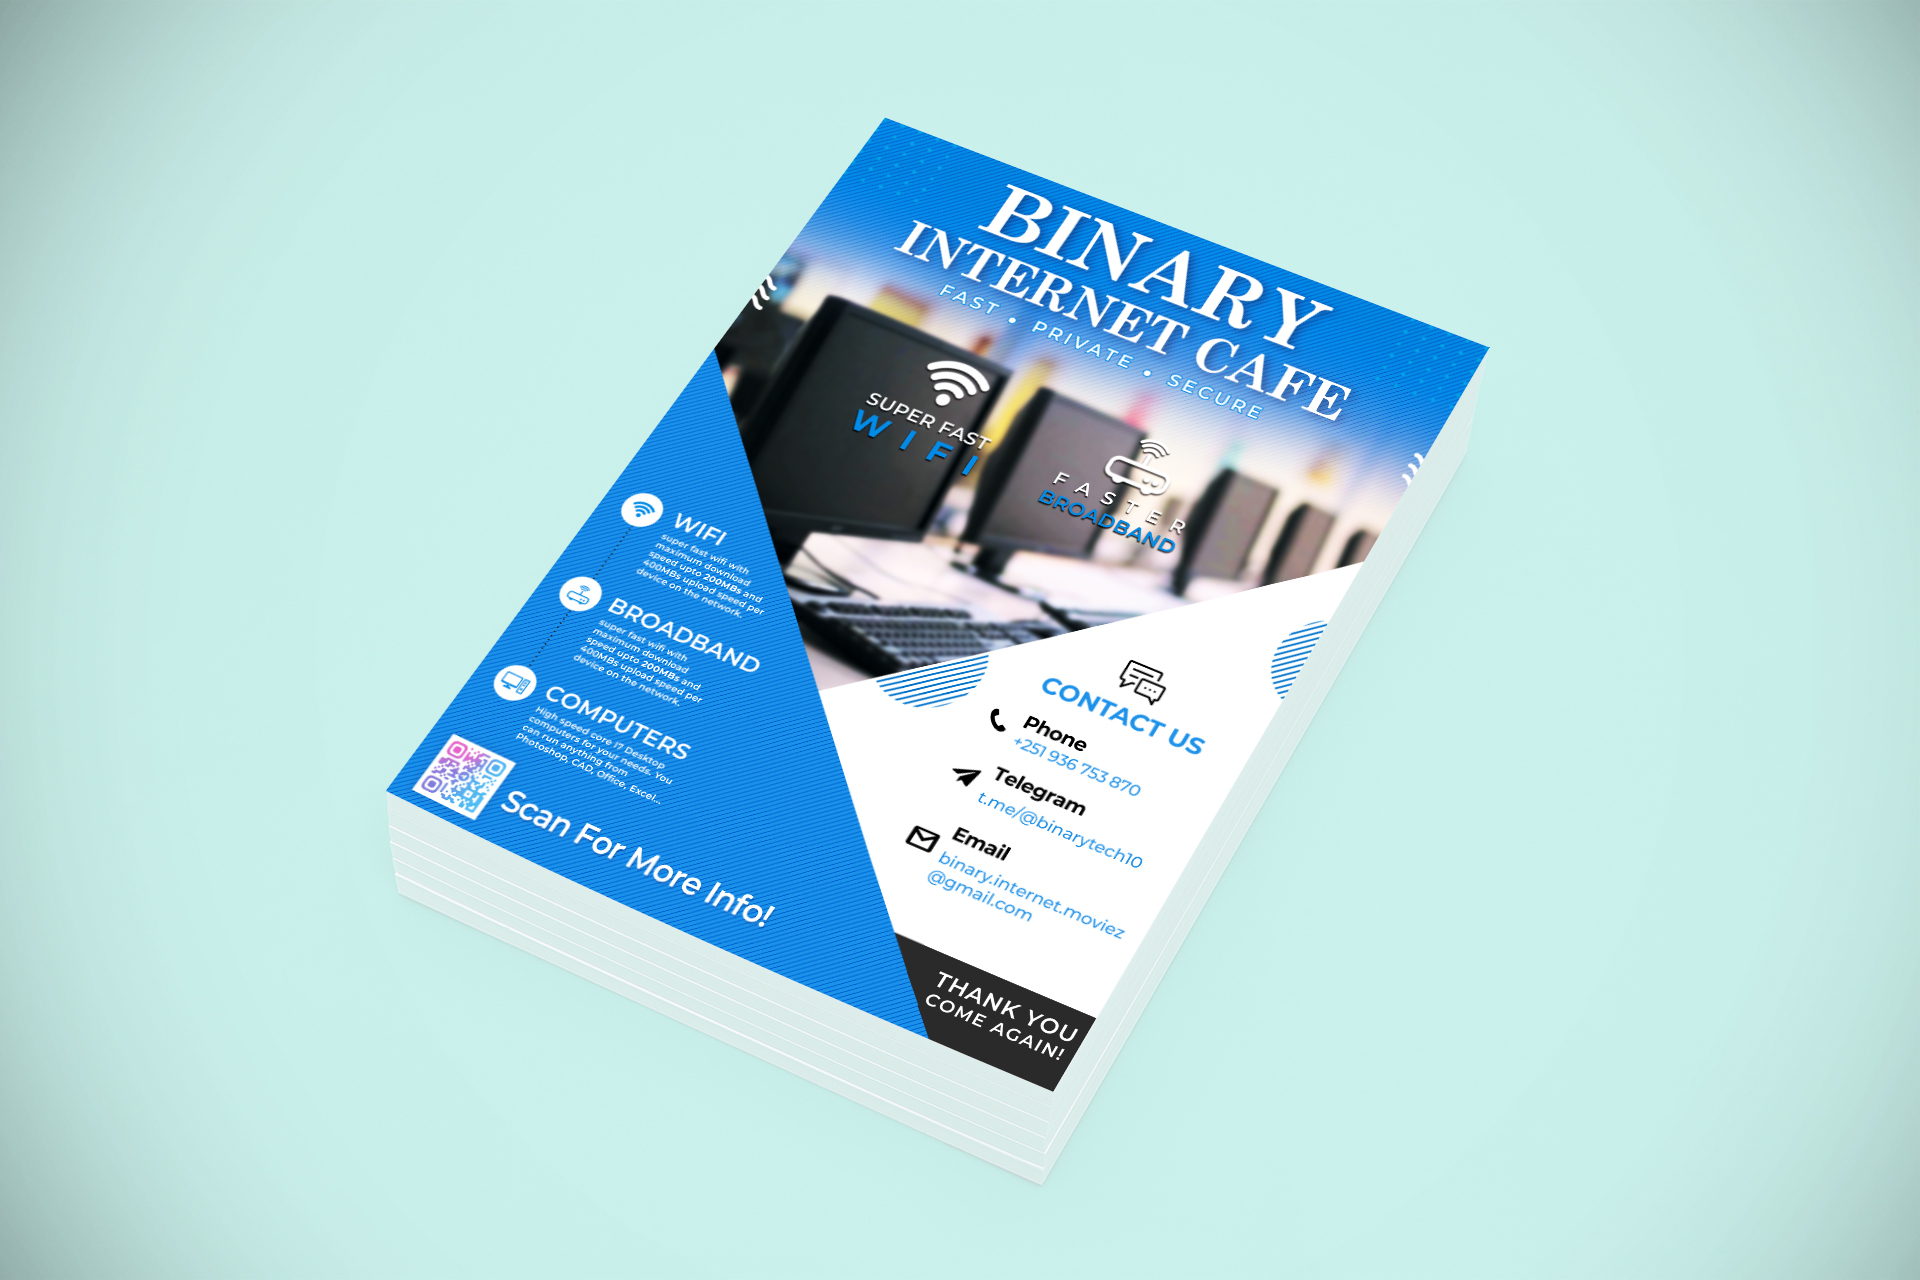 BINARY
INTERNET CAFE
FAST • PRIVATE • SECURE
SUPER FAST
WIFI
FASTER
BROADBAND
WIFI
super fast wifi with
maximum download
speed upto 200MBs and
400MBs upload speed per
device on the network.
BROADBAND
super fast wifi with
maximum download
speed upto 200MBs and
400MBs upload speed per
device on the network.
COMPUTERS
High speed core i7 Desktop
computers for your needs. You
can run anything from
Photoshop, CAD, Office, Excel...
Scan For More Info!
CONTACT US
Phone
+251 936 753 870
Telegram
t.me/@binarytech10
Email
binary.internet.moviez
@gmail.com
THANK YOU
COME AGAIN!